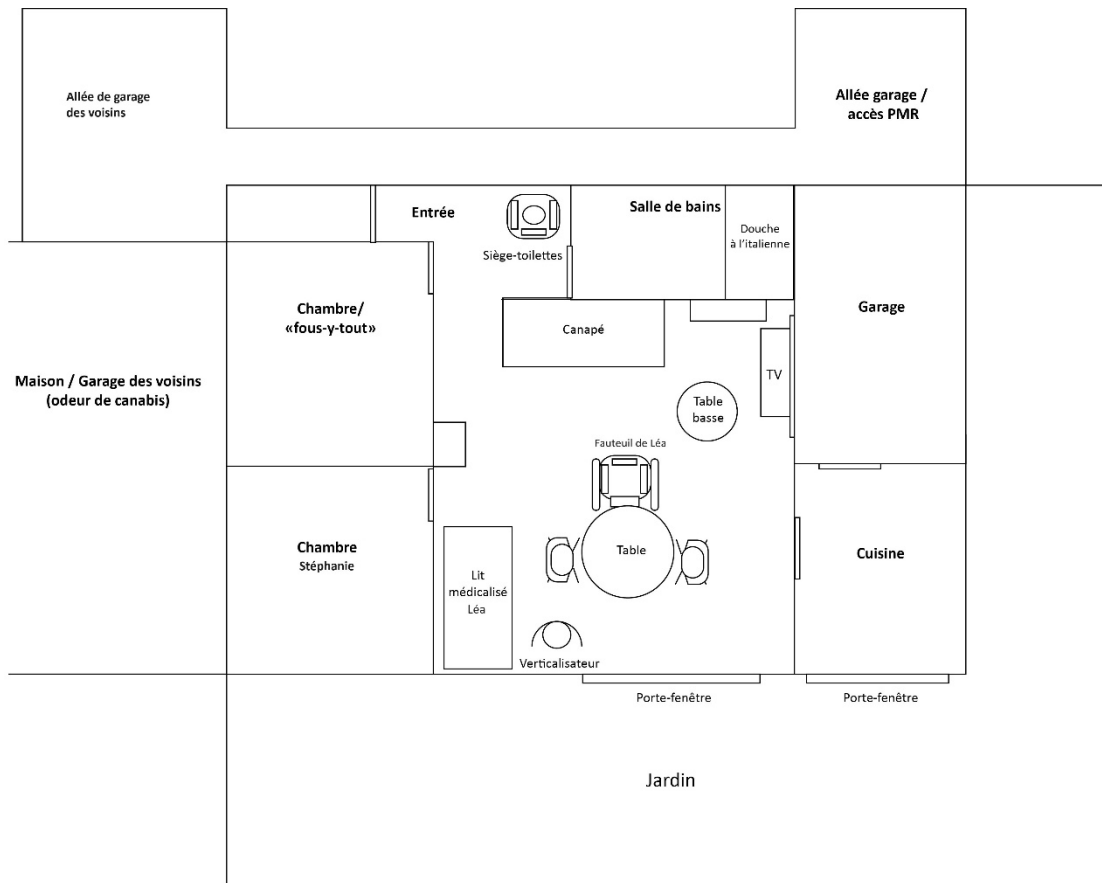 Allée de garage
des voisins
Allée garage /
accès PMR
Entrée
Siège-toilettes
Salle de bains
Douche
à l'italienne
Chambre/
«fous-y-tout»
Canapé
Garage
TV
Maison / Garage des voisins
(odeur de canabis)
Table
basse
Fauteuil de Léa
Table
Chambre
Stéphanie
Lit
médicalisé
Léa
Cuisine
Verticalisateur
Porte-fenêtre
Porte-fenêtre
Jardin